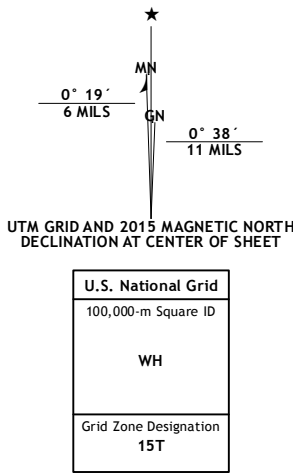 MN
0° 19´
6 MILS
GN
0° 38´
11 MILS
UTM GRID AND 2015 MAGNETIC NORTH
DECLINATION AT CENTER OF SHEET
U.S. National Grid
100,000-m Square ID
WH
Grid Zone Designation
15T